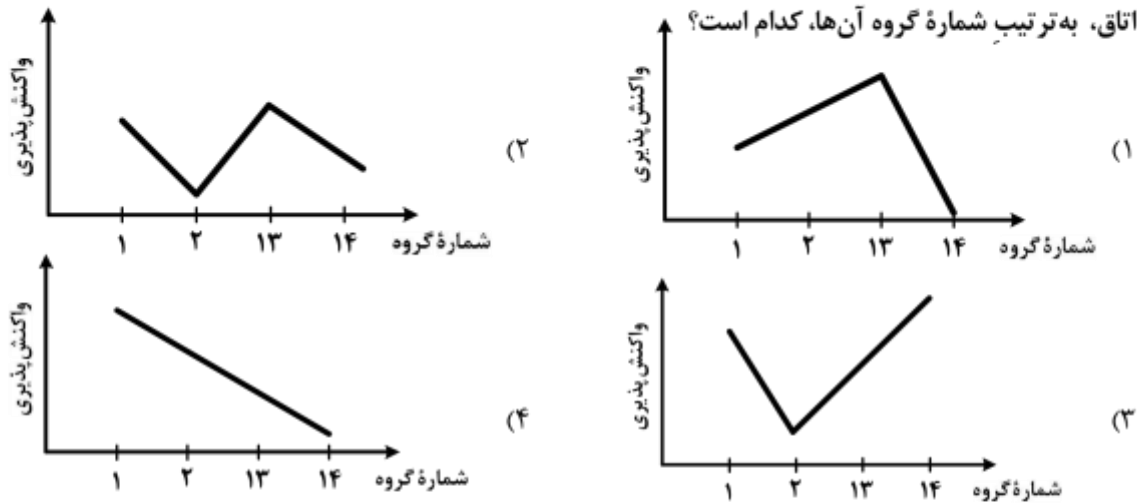 اتاق، به‌ترتیبِ شمارهٔ گروه آن‌ها، کدام است؟
۱)
واکنش‌پذیری
۱ ۲ ۱۳ ۱۴
شمارهٔ گروه
۲)
واکنش‌پذیری
۱ ۲ ۱۳ ۱۴
شمارهٔ گروه
۳)
واکنش‌پذیری
۱ ۲ ۱۳ ۱۴
شمارهٔ گروه
۴)
واکنش‌پذیری
۱ ۲ ۱۳ ۱۴
شمارهٔ گروه